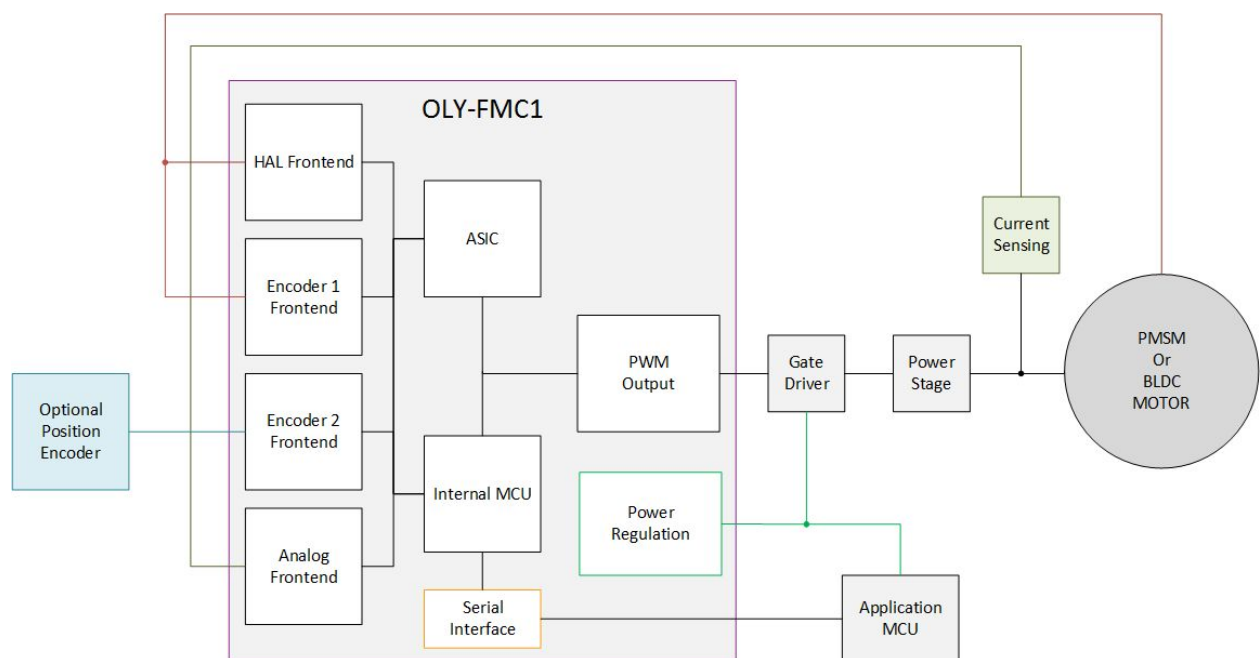 OLY-FMC1
HAL Frontend
ASIC
Current
Sensing
Encoder 1
Frontend
PWM
Output
Gate
Driver
Power
Stage
PMSM
Or
BLDC
MOTOR
Optional
Position
Encoder
Encoder 2
Frontend
Internal MCU
Power
Regulation
Analog
Frontend
Serial
Interface
Application
MCU